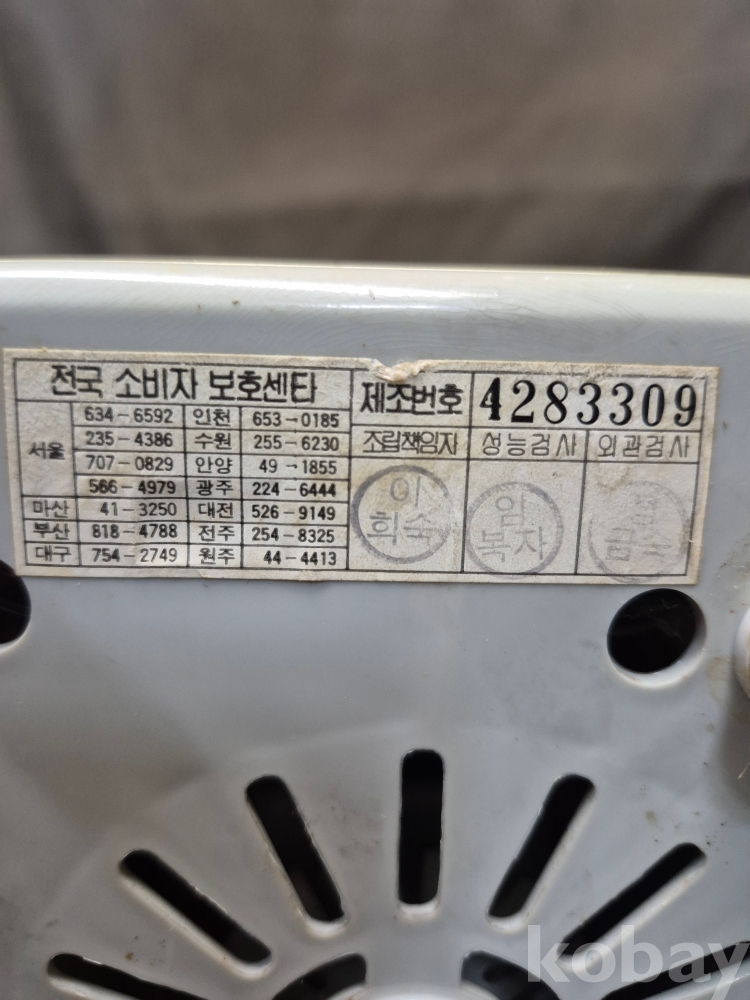 전국 소비자 보호센타 제조번호 4283309
서울 634-6592 인천 653-0185 조립책임자 성능검사 외관검사
235-4386 수원 255-6230
707-0829 안양 49-1855
566-4979 광주 224-6444
마산 41-3250 대전 526-9149
부산 818-4788 전주 254-8325
대구 754-2749 원주 44-4413
이
희숙
임
자
kobay